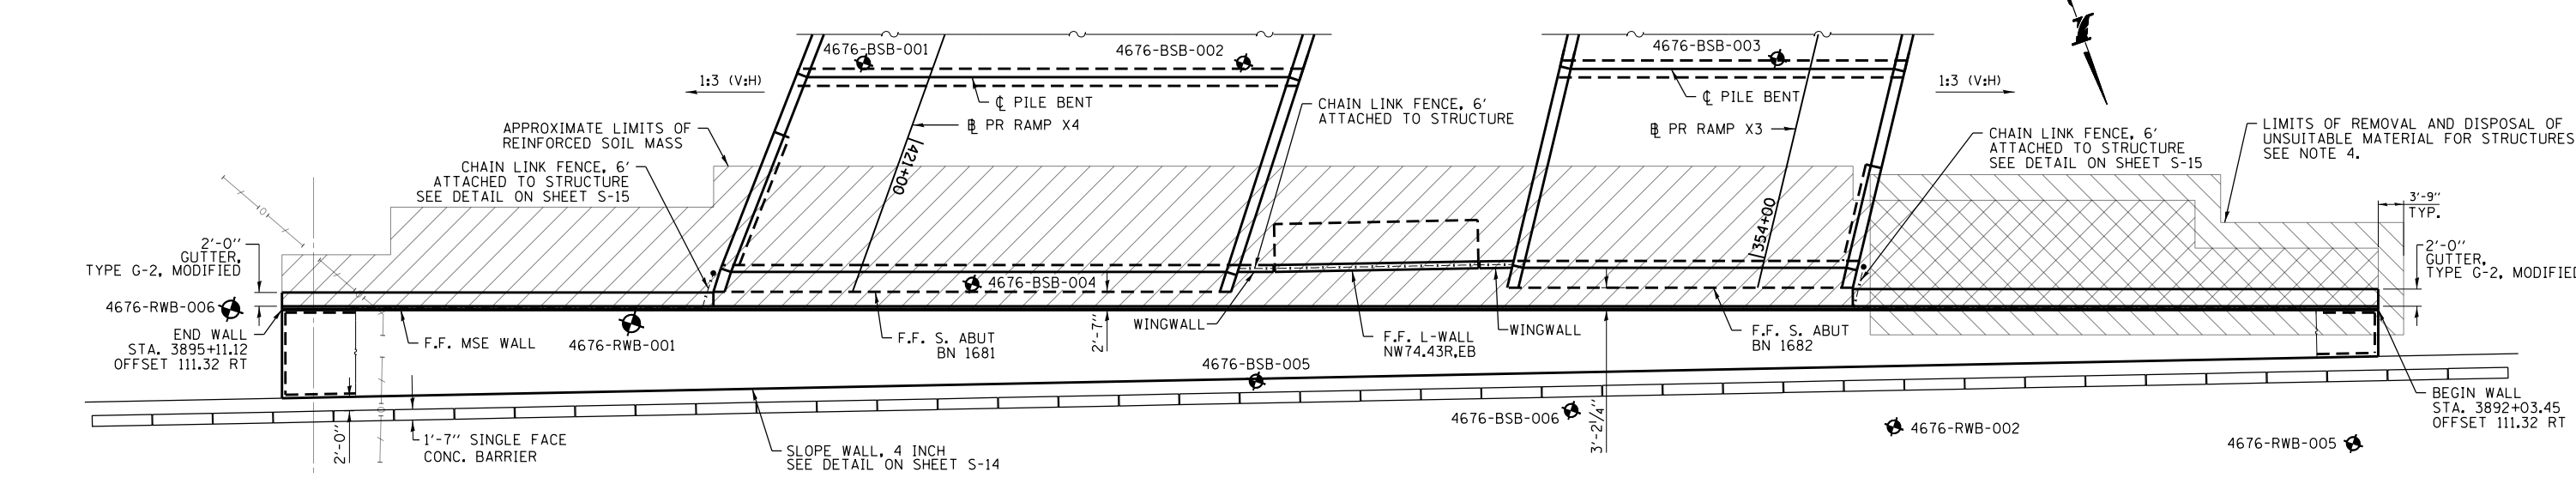 4676-BSB-001
4676-BSB-002
4676-BSB-003
1:3 (V:H)
1:3 (V:H)
℄ PILE BENT
℄ PILE BENT
CHAIN LINK FENCE, 6'
ATTACHED TO STRUCTURE
APPROXIMATE LIMITS OF
REINFORCED SOIL MASS
PR RAMP X4
PR RAMP X3
CHAIN LINK FENCE, 6'
ATTACHED TO STRUCTURE
SEE DETAIL ON SHEET S-15
LIMITS OF REMOVAL AND DISPOSAL OF
UNSUITABLE MATERIAL FOR STRUCTURES
SEE NOTE 4.
CHAIN LINK FENCE, 6'
ATTACHED TO STRUCTURE
SEE DETAIL ON SHEET S-15
421+00
354+00
3'-9"
TYP.
2'-0"
GUTTER,
TYPE G-2, MODIFIED
2'-0"
GUTTER,
TYPE G-2, MODIFIED
4676-BSB-004
4676-RWB-006
END WALL
STA. 3895+11.12
OFFSET 111.32 RT
F.F. MSE WALL
4676-RWB-001
F.F. S. ABUT
BN 1681
2'-7"
WINGWALL
F.F. L-WALL
NW74.43R,EB
WINGWALL
F.F. S. ABUT
BN 1682
4676-BSB-005
4676-BSB-006
3'-2 1/4"
4676-RWB-002
4676-RWB-005
BEGIN WALL
STA. 3892+03.45
OFFSET 111.32 RT
2'-0"
1'-7" SINGLE FACE
CONC. BARRIER
SLOPE WALL, 4 INCH
SEE DETAIL ON SHEET S-14